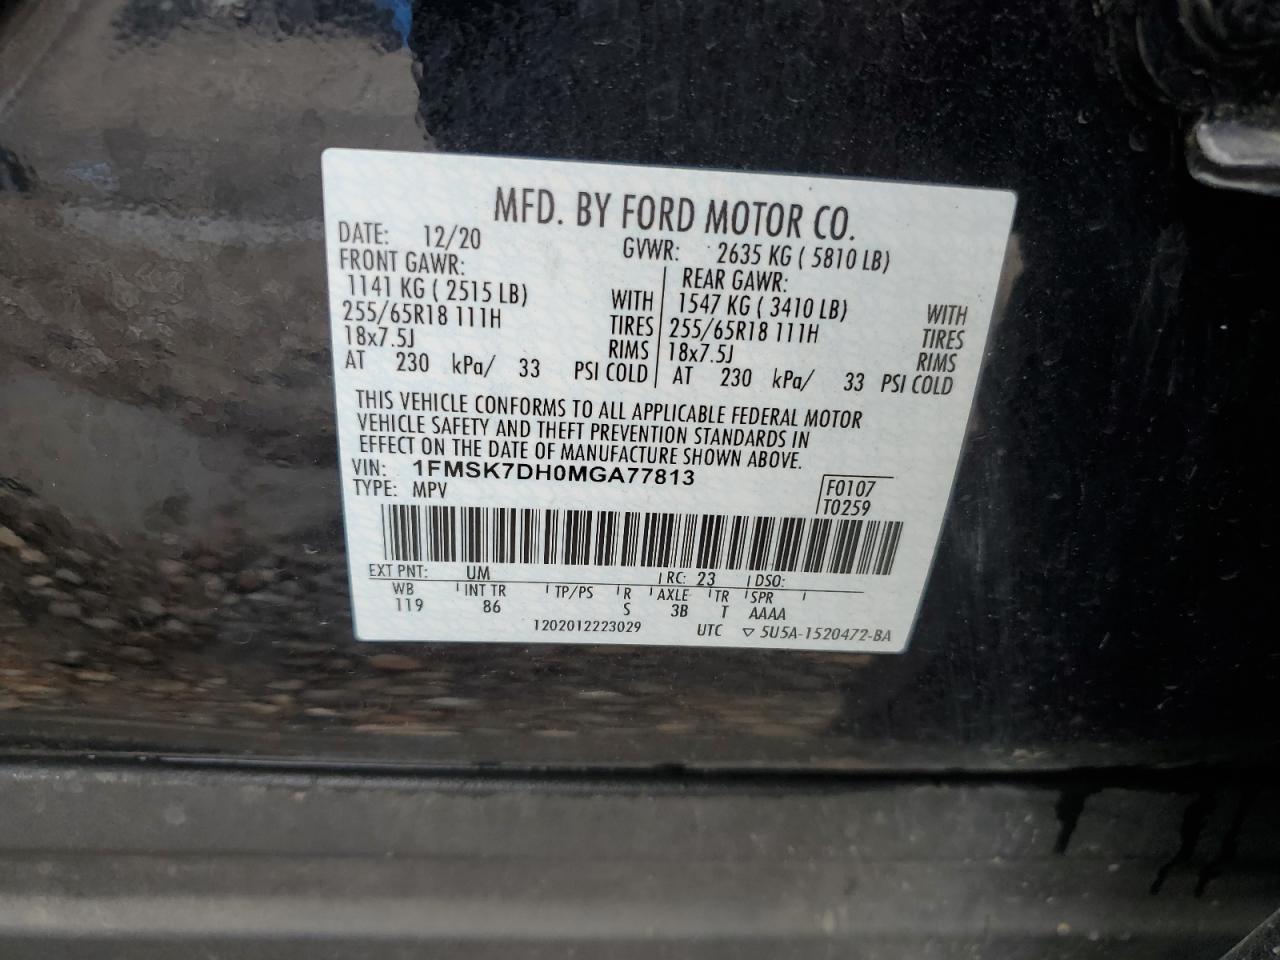 MFD. BY FORD MOTOR CO.
DATE: 12/20 GVWR: 2635 KG ( 5810 LB)
FRONT GAWR: REAR GAWR:
1141 KG ( 2515 LB) WITH 1547 KG ( 3410 LB) WITH
255/65R18 111H TIRES 255/65R18 111H TIRES
18x7.5J RIMS 18x7.5J RIMS
AT 230 kPa/ 33 PSI COLD AT 230 kPa/ 33 PSI COLD
THIS VEHICLE CONFORMS TO ALL APPLICABLE FEDERAL MOTOR
VEHICLE SAFETY AND THEFT PREVENTION STANDARDS IN
EFFECT ON THE DATE OF MANUFACTURE SHOWN ABOVE.
VIN: 1FMSK7DH0MGA77813
TYPE: MPV
F0107
T0259
EXT PNT: UM RC: 23 DSO:
WB INT TR TP/PS R AXLE TR SPR
119 86 S 3B T AAAA
1202012223029 UTC ▽ 5U5A-1520472-BA